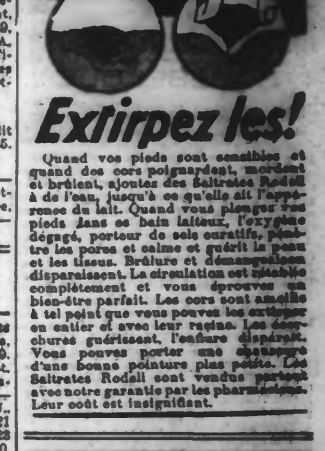 Extirpez les!
Quand vos pieds sont sensibles et
quand des cors poignardent, mordent
et brûlent, ajoutez des Saltrates Rodell
à de l'eau, jusqu'à ce qu'elle ait l'appa-
rence du lait. Quand vous plongez vos
pieds dans ce bain laiteux, l'oxygène
dégagé, porteur de sels curatifs, pénè-
tre les pores et calme et guérit la peau
et les tissus. Brûlure et démangeaison
disparaissent. La circulation est rétablie
complètement et vous éprouvez un
bien-être parfait. Les cors sont amollis
à tel point que vous pouvez les extirper
en entier et avec leur racine. Les écor-
chures guérissent, l'enflure disparaît.
Vous pouvez porter une chaussure
d'une bonne pointure plus petite. Les
Saltrates Rodell sont vendus partout
avec notre garantie par les pharmaciens.
Leur coût est insignifiant.